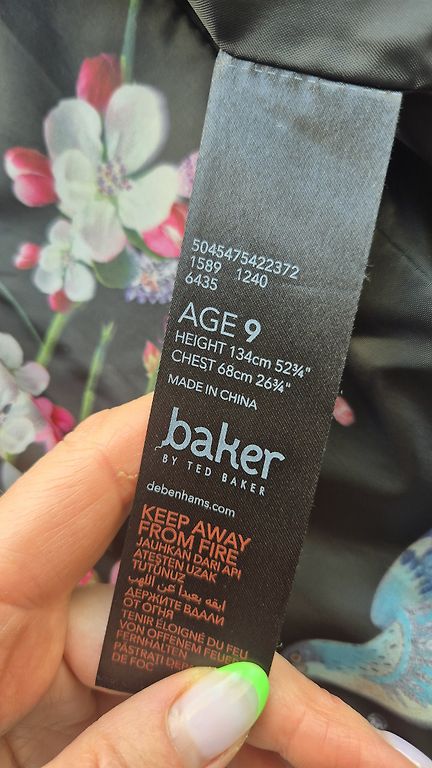 5045475422372
1589 1240
6435
AGE 9
HEIGHT 134cm 52¾"
CHEST 68cm 26¾"
MADE IN CHINA
baker
BY TED BAKER
debenhams.com
KEEP AWAY
FROM FIRE
JAUHKAN DARI API
ATESTEN UZAK
TUTUNUZ
ابقه بعيدا عن اللهب
ДЕРЖИТЕ ВДАЛИ
ОТ ОГНЯ
TENIR ÉLOIGNÉ DU FEU
VON OFFENEM FEUER
FERNHALTEN
PĂSTRAȚI
DE FOC